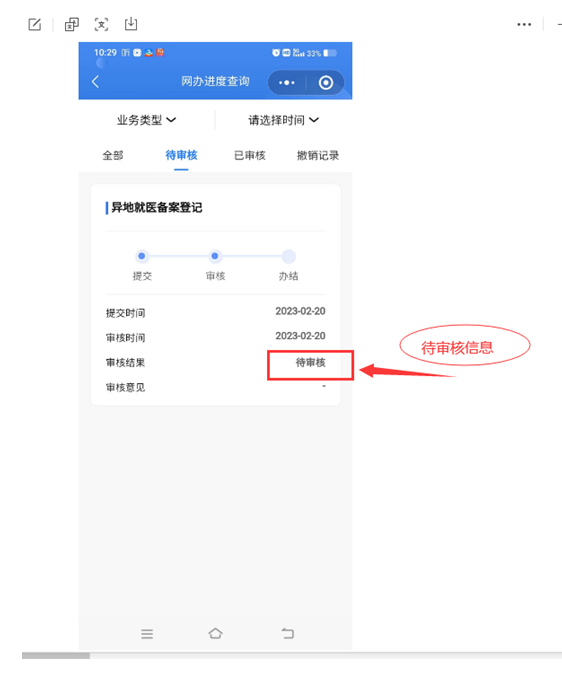 10:29
33%
网办进度查询
业务类型
请选择时间
全部
待审核
已审核
撤销记录
异地就医备案登记
提交
审核
办结
提交时间
2023-02-20
审核时间
2023-02-20
审核结果
待审核
审核意见
-
待审核信息